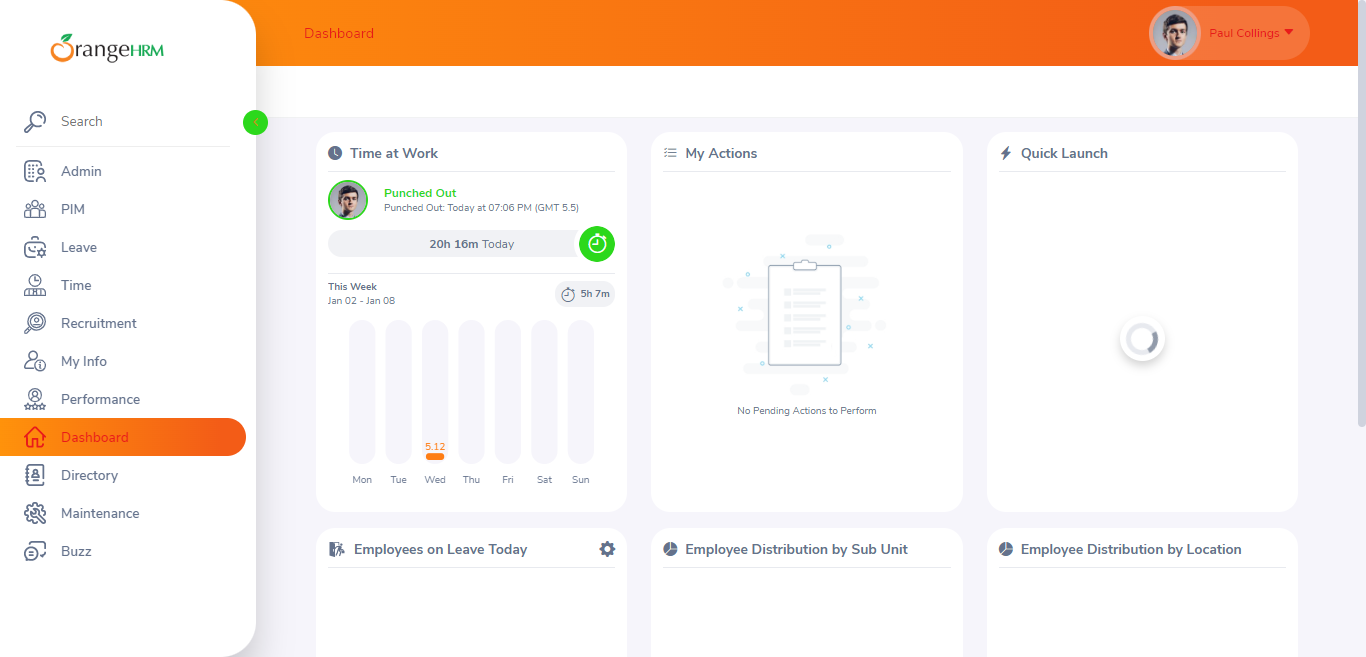 OrangeHRM
Dashboard
Paul Collings
Search
Admin
PIM
Leave
Time
Recruitment
My Info
Performance
Dashboard
Directory
Maintenance
Buzz
Time at Work
Punched Out
Punched Out: Today at 07:06 PM (GMT 5.5)
20h 16m Today
This Week
Jan 02 - Jan 08
5h 7m
5.12
Mon Tue Wed Thu Fri Sat Sun
My Actions
No Pending Actions to Perform
Quick Launch
Employees on Leave Today
Employee Distribution by Sub Unit
Employee Distribution by Location